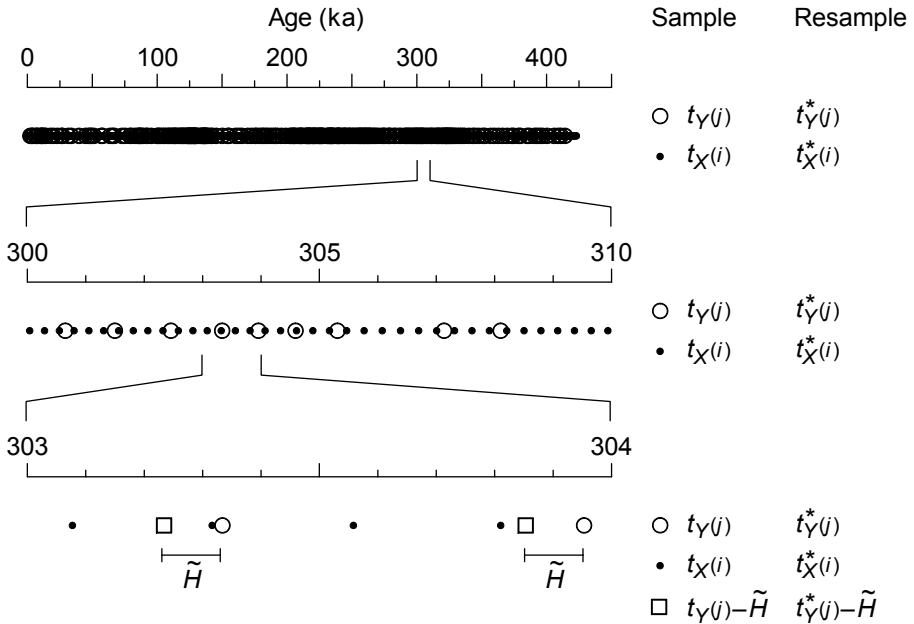 Age (ka) Sample Resample
0 100 200 300 400
○ t_Y(j) t*_Y(j)
• t_X(i) t*_X(i)
300 305 310
○ t_Y(j) t*_Y(j)
• t_X(i) t*_X(i)
303 304
○ t_Y(j) t*_Y(j)
H̃ H̃ • t_X(i) t*_X(i)
□ t_Y(j)–H̃ t*_Y(j)–H̃